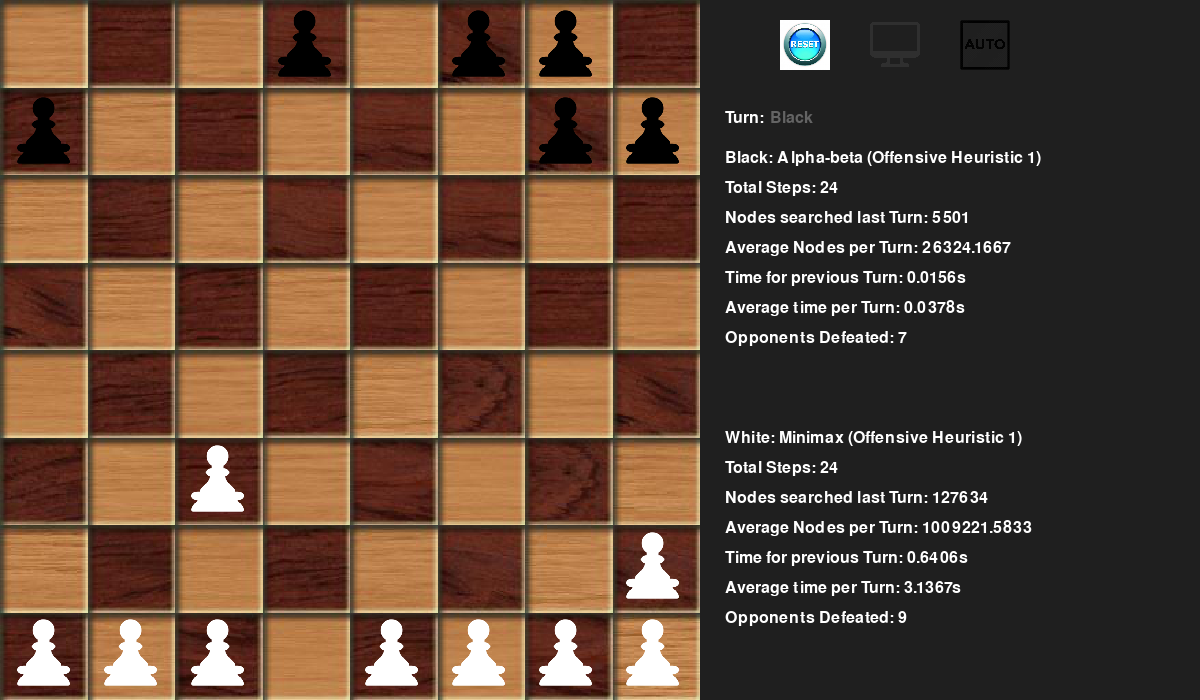 RESET
AUTO
Turn: Black
Black: Alpha-beta (Offensive Heuristic 1)
Total Steps: 24
Nodes searched last Turn: 5501
Average Nodes per Turn: 26324.1667
Time for previous Turn: 0.0156s
Average time per Turn: 0.0378s
Opponents Defeated: 7
White: Minimax (Offensive Heuristic 1)
Total Steps: 24
Nodes searched last Turn: 127634
Average Nodes per Turn: 1009221.5833
Time for previous Turn: 0.6406s
Average time per Turn: 3.1367s
Opponents Defeated: 9